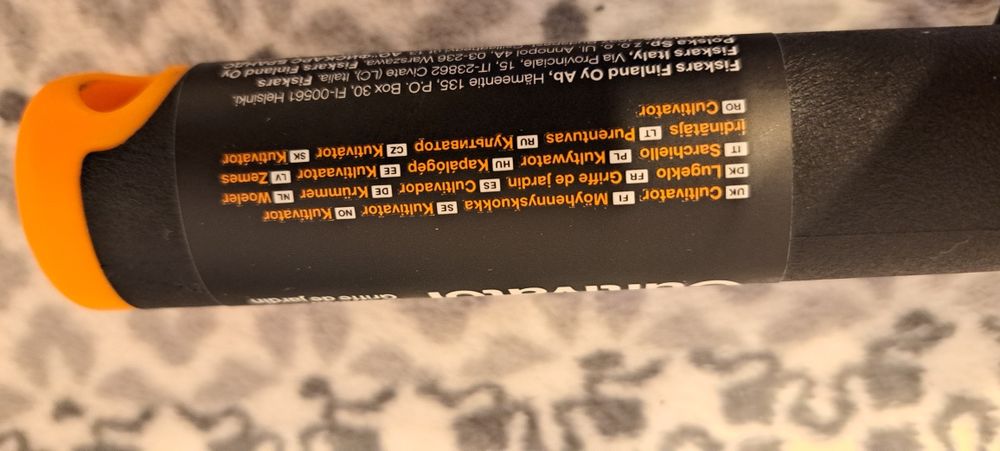 Cultivator
Griffe de jardin
UK Cultivator FI Möyhennyskuokka SE Kultivator NO Kultivator
DK Lugeklo FR Griffe de jardin ES Cultivador DE Krümmer NL Woeler
IT Sarchiello PL Kultywator HU Kapálógép EE Kultivaator LV Zemes
irdinātājs LT Purentuvas RU Культиватор CZ Kultivátor SK Kutivátor
RO Cultivator
Fiskars Finland Oy Ab, Hämeentie 135, P.O. Box 30, FI-00561 Helsinki.
Fiskars Italy, Via Provinciale, 15, IT-23862 Civate (LC), Italia. Fiskars
Polska Sp. z o.o. Ul. Annopol 4A, 03-236 Warszawa. Fiskars Finland Oy